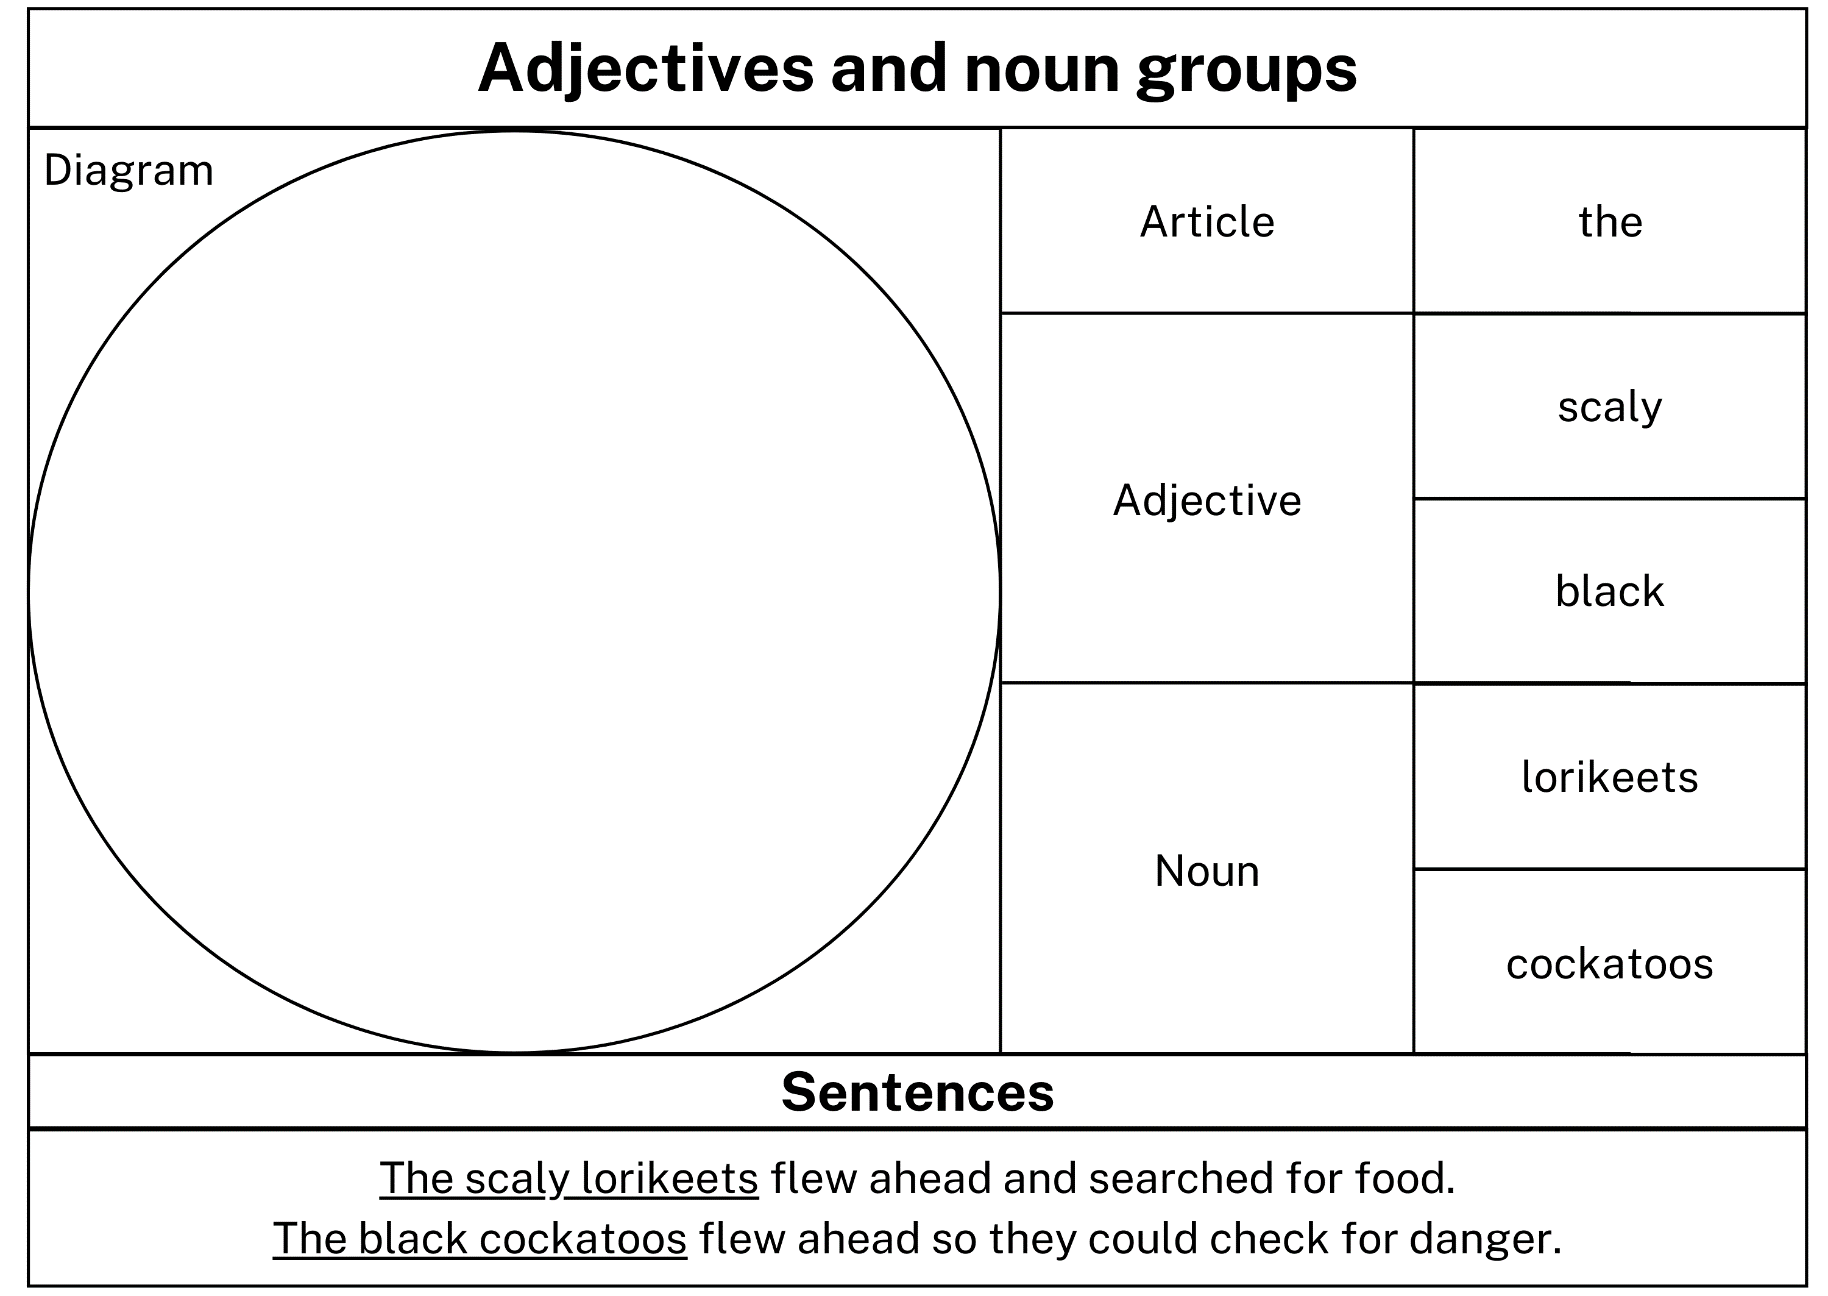 Adjectives and noun groups
Diagram
Article
the
Adjective
scaly
black
Noun
lorikeets
cockatoos
Sentences
The scaly lorikeets flew ahead and searched for food.
The black cockatoos flew ahead so they could check for danger.